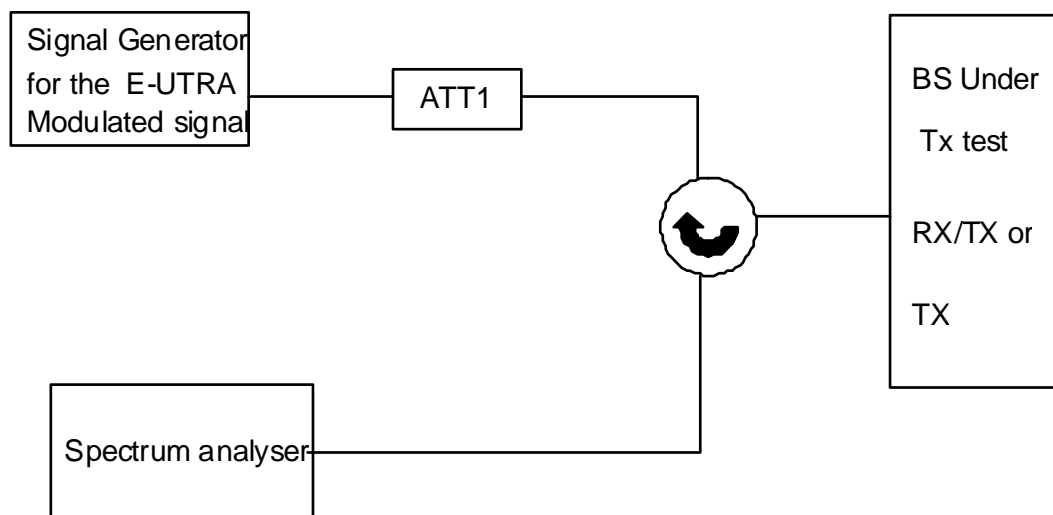 Signal Generator
for the E-UTRA
Modulated signal
ATT1
BS Under
Tx test
RX/TX or
TX
Spectrum analyser